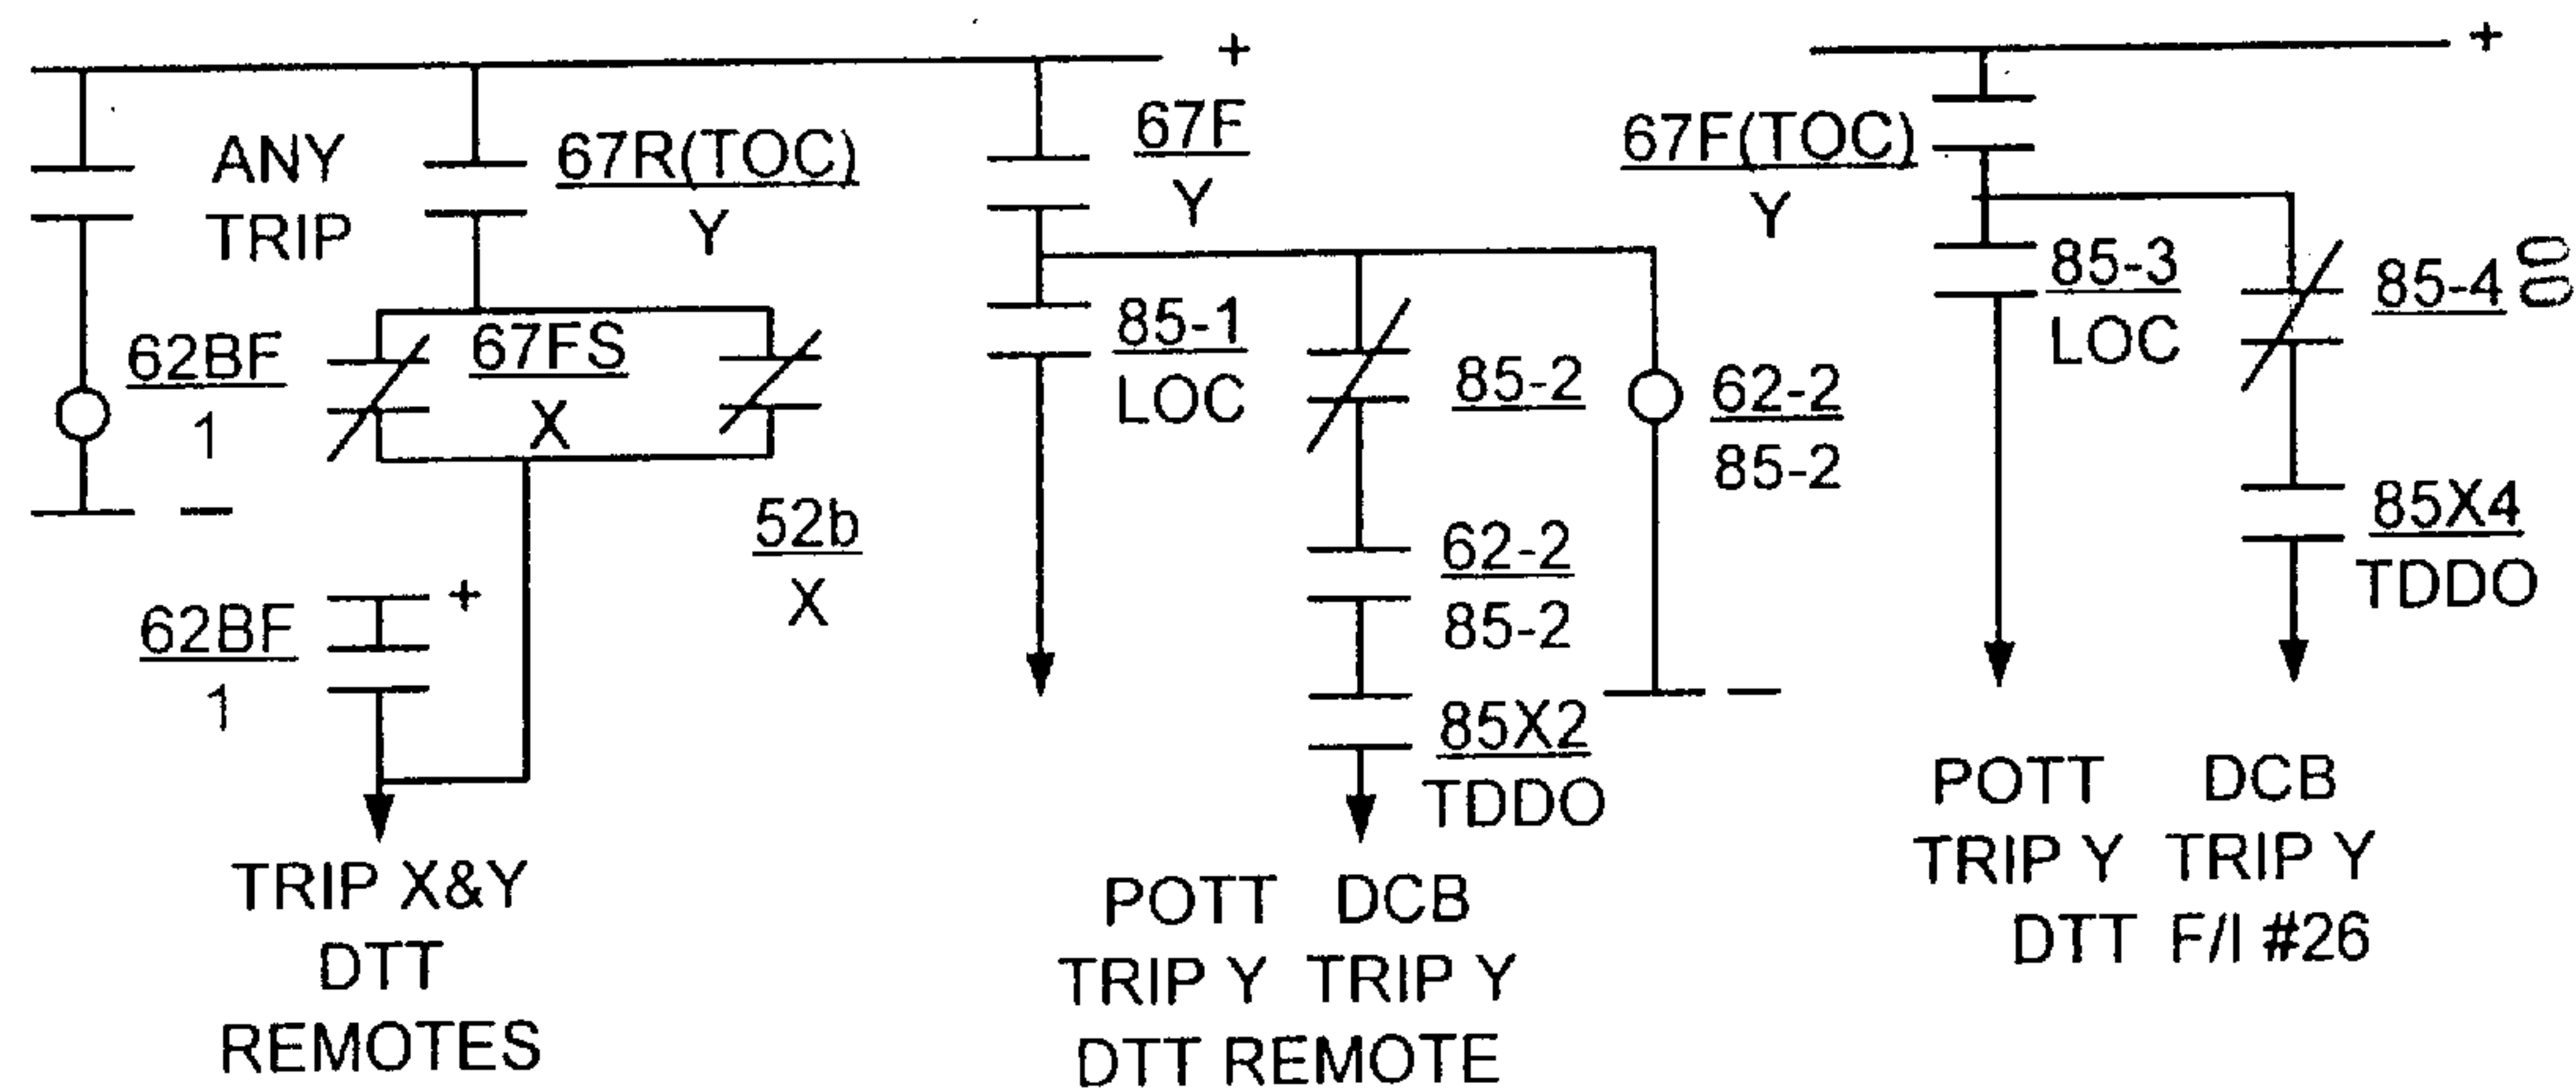 +
ANY
TRIP
67R(TOC)
Y
62BF
1
67FS
X
52b
X
62BF
1
+
TRIP X&Y
DTT
REMOTES
67F
Y
85-1
LOC
85-2
62-2
85-2
62-2
85-2
85X2
TDDO
POTT DCB
TRIP Y TRIP Y
DTT REMOTE
+
67F(TOC)
Y
85-3
LOC
85-4
85X4
TDDO
POTT DCB
TRIP Y TRIP Y
DTT F/I #26